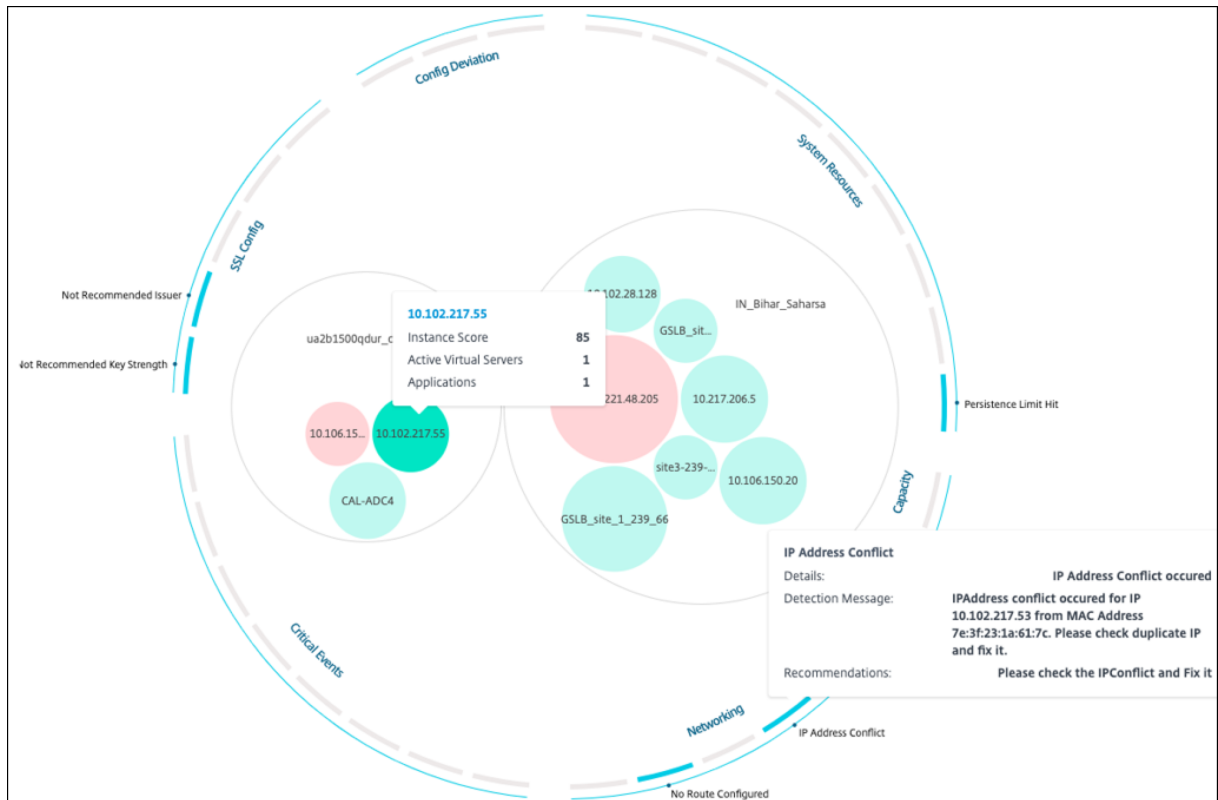 Config Deviation
System Resources
SSL Config
Not Recommended Issuer
Not Recommended Key Strength
ua2b1500qdur_c
10.102.217.55
Instance Score 85
Active Virtual Servers 1
Applications 1
10.106.15...
10.102.217.55
CAL-ADC4
.102.28.128
IN_Bihar_Saharsa
GSLB_sit...
221.48.205
10.217.206.5
site3-239-...
10.106.150.20
GSLB_site_1_239_66
Persistence Limit Hit
Capacity
IP Address Conflict
Details: IP Address Conflict occured
Detection Message: IPAddress conflict occured for IP
10.102.217.53 from MAC Address
7e:3f:23:1a:61:7c. Please check duplicate IP
and fix it.
Recommendations: Please check the IPConflict and Fix it
Critical Events
Networking
IP Address Conflict
No Route Configured